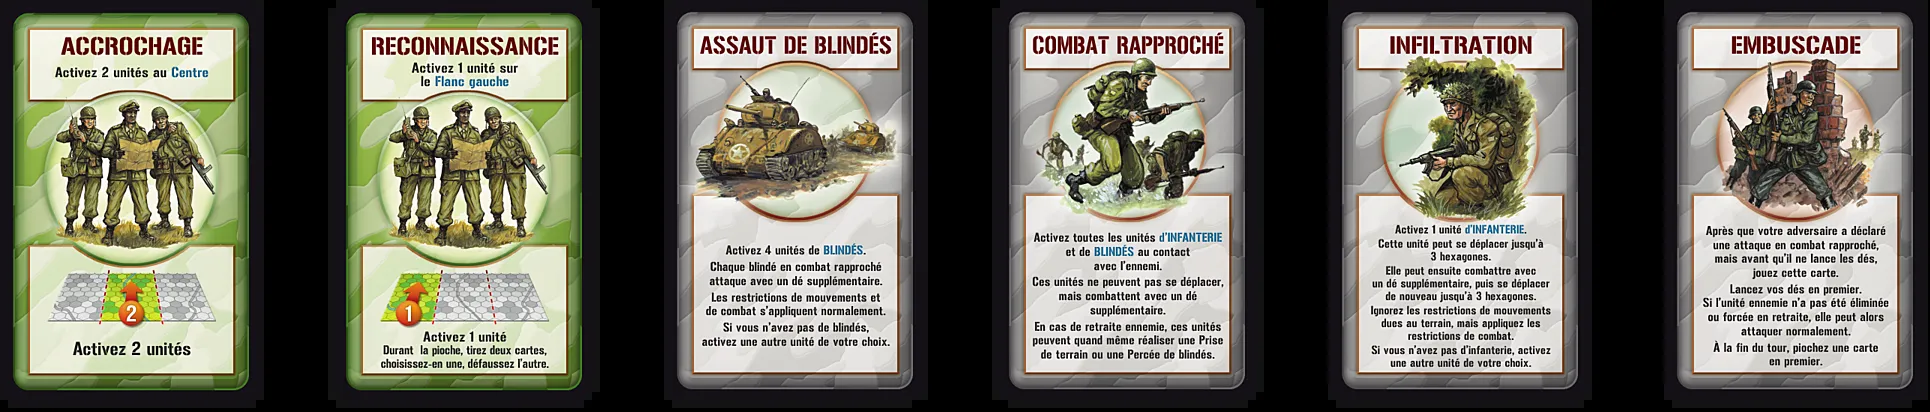 ACCROCHAGE
Activez 2 unités au Centre
2
Activez 2 unités
RECONNAISSANCE
Activez 1 unité sur
le Flanc gauche
1
Activez 1 unité
Durant la pioche, tirez deux cartes,
choisissez-en une, défaussez l'autre.
ASSAUT DE BLINDÉS
Activez 4 unités de BLINDÉS.
Chaque blindé en combat rapproché
attaque avec un dé supplémentaire.
Les restrictions de mouvements et
de combat s'appliquent normalement.
Si vous n'avez pas de blindés,
activez une autre unité de votre choix.
COMBAT RAPPROCHÉ
Activez toutes les unités d'INFANTERIE
et de BLINDÉS au contact
avec l'ennemi.
Ces unités ne peuvent pas se déplacer,
mais combattent avec un dé
supplémentaire.
En cas de retraite ennemie, ces unités
peuvent quand même réaliser une Prise
de terrain ou une Percée de blindés.
INFILTRATION
Activez 1 unité d'INFANTERIE.
Cette unité peut se déplacer jusqu'à
3 hexagones.
Elle peut ensuite combattre avec
un dé supplémentaire, puis se déplacer
de nouveau jusqu'à 3 hexagones.
Ignorez les restrictions de mouvements
dues au terrain, mais appliquez les
restrictions de combat.
Si vous n'avez pas d'infanterie, activez
une autre unité de votre choix.
EMBUSCADE
Après que votre adversaire a déclaré
une attaque en combat rapproché,
mais avant qu'il ne lance les dés,
jouez cette carte.
Lancez vos dés en premier.
Si l'unité ennemie n'a pas été éliminée
ou forcée en retraite, elle peut alors
attaquer normalement.
À la fin du tour, piochez une carte
en premier.